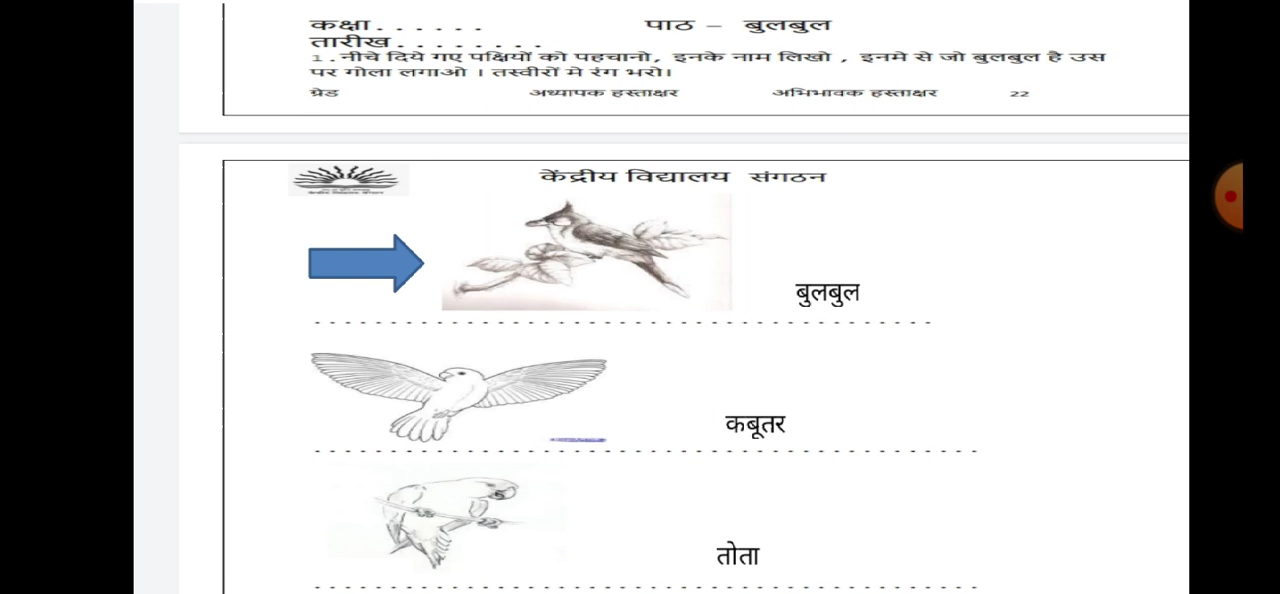 कक्षा . . . . . .    पाठ – बुलबुल
तारीख . . . . . . . . .
1 .नीचे दिये गए पक्षियों को पहचानो, इनके नाम लिखो , इनमे से जो बुलबुल है उस
पर गोला लगाओ । तस्वीरों मे रंग भरो।
ग्रेड    अध्यापक हस्ताक्षर    अभिभावक हस्ताक्षर    22
केंद्रीय विद्यालय संगठन
बुलबुल
कबूतर
तोता